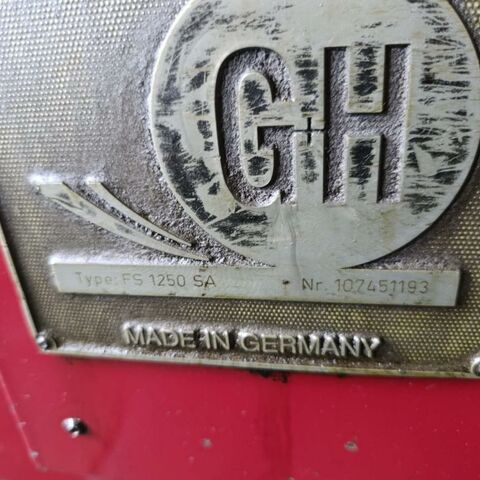 G+H
Type: FS 1250 SA Nr. 107451193
MADE IN GERMANY